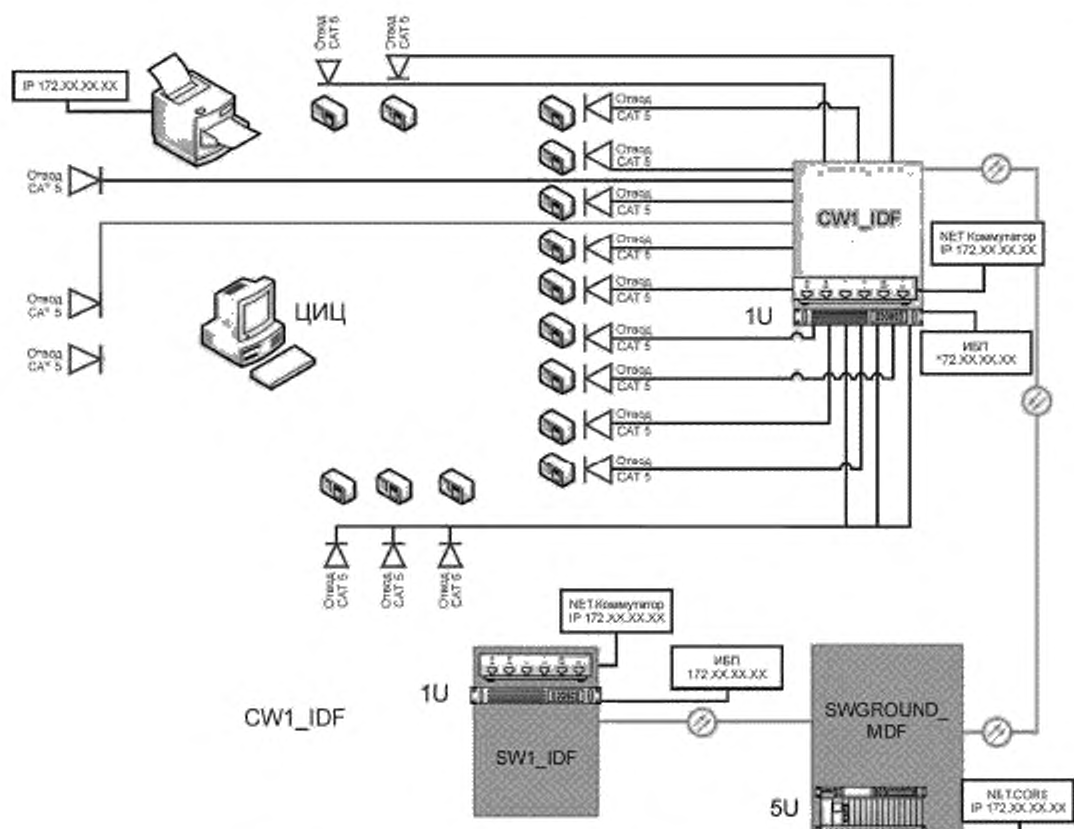 Отвод
CAT 5
Отвод
CAT 5
IP 172.XX.XX.XX
Отвод
CAT 5
Отвод
CAT 5
Отвод
CAT 5
Отвод
CAT 5
Отвод
CAT 5
Отвод
CAT 5
Отвод
CAT 5
Отвод
CAT 5
Отвод
CAT 5
Отвод
CAT 5
Отвод
CAT 5
Отвод
CAT 5
CW1_IDF
NET Коммутатор
IP 172.XX.XX.XX
1U
ИБП
172.XX.XX.XX
ЦИЦ
Отвод
CAT 5
Отвод
CAT 5
Отвод
CAT 5
NET Коммутатор
IP 172.XX.XX.XX
ИБП
172.XX.XX.XX
1U
CW1_IDF
SW1_IDF
SWGROUND_
MDF
5U
NET.CORE
IP 172.XX.XX.XX